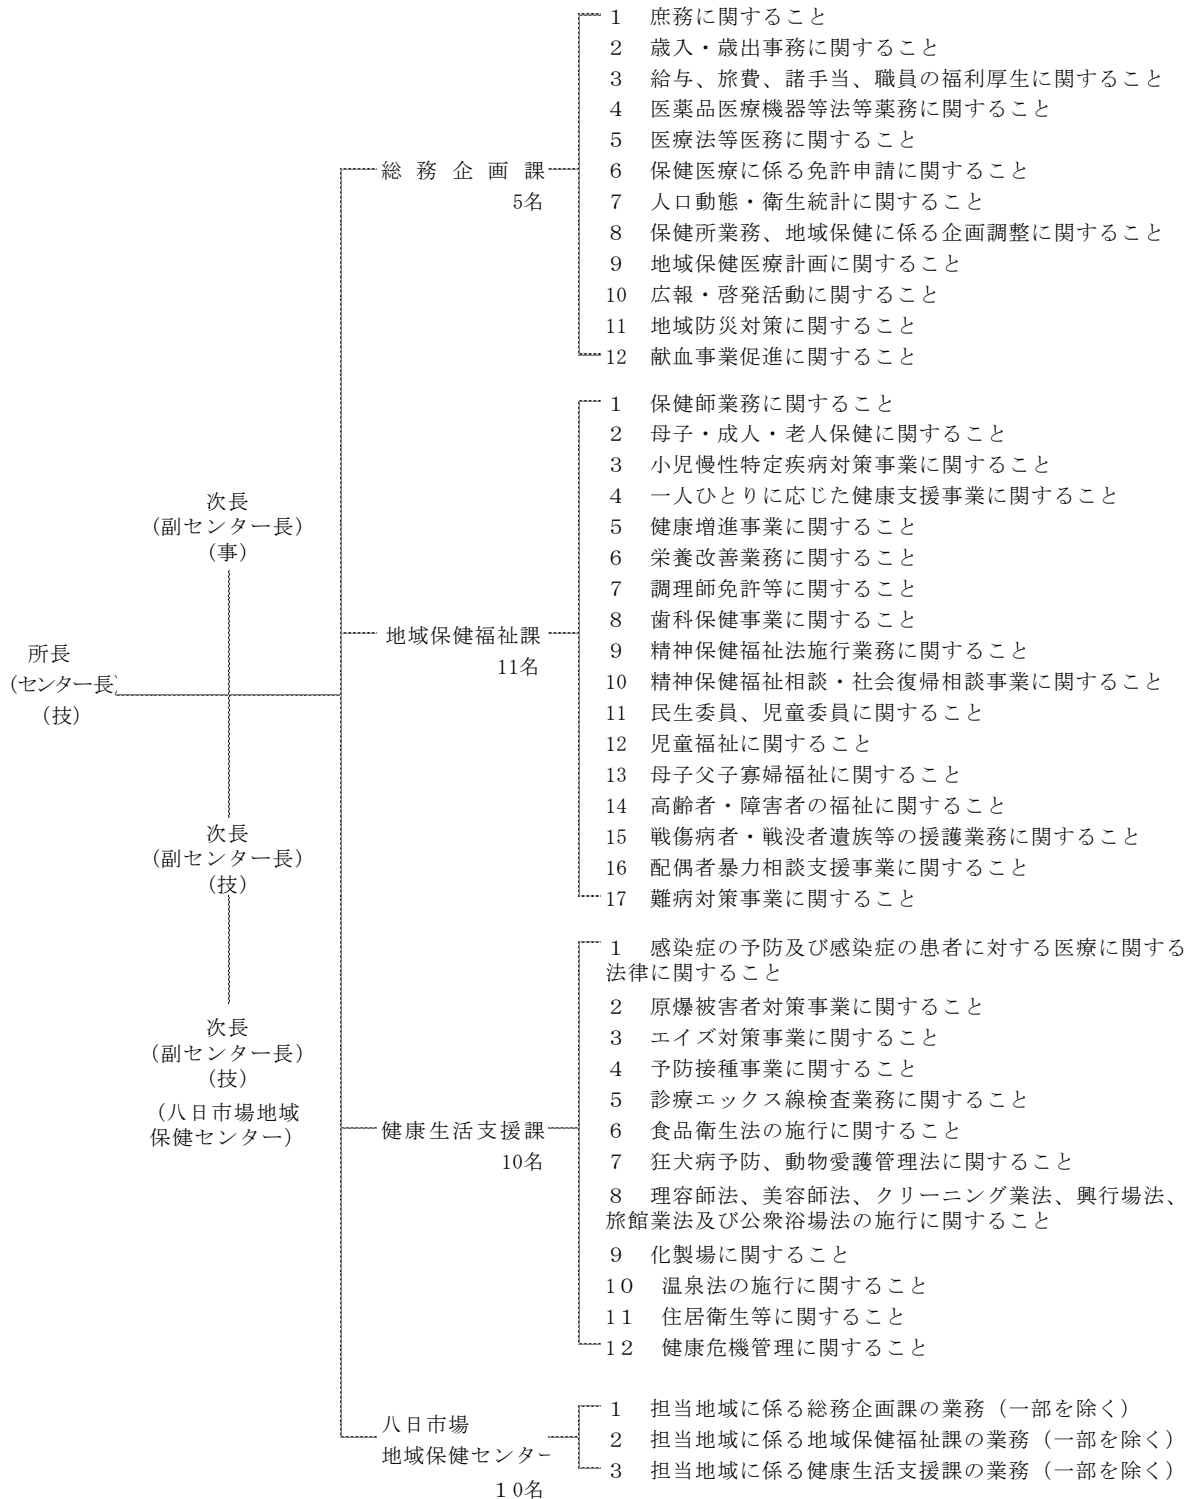 所長
(センター長)
(技)
次長
(副センター長)
(事)
次長
(副センター長)
(技)
次長
(副センター長)
(技)
(八日市場地域
保健センター)
総務企画課
5名
1 庶務に関すること
2 歳入・歳出事務に関すること
3 給与、旅費、諸手当、職員の福利厚生に関すること
4 医薬品医療機器等法等薬務に関すること
5 医療法等医務に関すること
6 保健医療に係る免許申請に関すること
7 人口動態・衛生統計に関すること
8 保健所業務、地域保健に係る企画調整に関すること
9 地域保健医療計画に関すること
10 広報・啓発活動に関すること
11 地域防災対策に関すること
12 献血事業促進に関すること
地域保健福祉課
11名
1 保健師業務に関すること
2 母子・成人・老人保健に関すること
3 小児慢性特定疾病対策事業に関すること
4 一人ひとりに応じた健康支援事業に関すること
5 健康増進事業に関すること
6 栄養改善業務に関すること
7 調理師免許等に関すること
8 歯科保健事業に関すること
9 精神保健福祉法施行業務に関すること
10 精神保健福祉相談・社会復帰相談事業に関すること
11 民生委員、児童委員に関すること
12 児童福祉に関すること
13 母子父子寡婦福祉に関すること
14 高齢者・障害者の福祉に関すること
15 戦傷病者・戦没者遺族等の援護業務に関すること
16 配偶者暴力相談支援事業に関すること
17 難病対策事業に関すること
健康生活支援課
10名
1 感染症の予防及び感染症の患者に対する医療に関する
法律に関すること
2 原爆被害者対策事業に関すること
3 エイズ対策事業に関すること
4 予防接種事業に関すること
5 診療エックス線検査業務に関すること
6 食品衛生法の施行に関すること
7 狂犬病予防、動物愛護管理法に関すること
8 理容師法、美容師法、クリーニング業法、興行場法、
旅館業法及び公衆浴場法の施行に関すること
9 化製場に関すること
10 温泉法の施行に関すること
11 住居衛生等に関すること
12 健康危機管理に関すること
八日市場
地域保健センター
10名
1 担当地域に係る総務企画課の業務（一部を除く）
2 担当地域に係る地域保健福祉課の業務（一部を除く）
3 担当地域に係る健康生活支援課の業務（一部を除く）